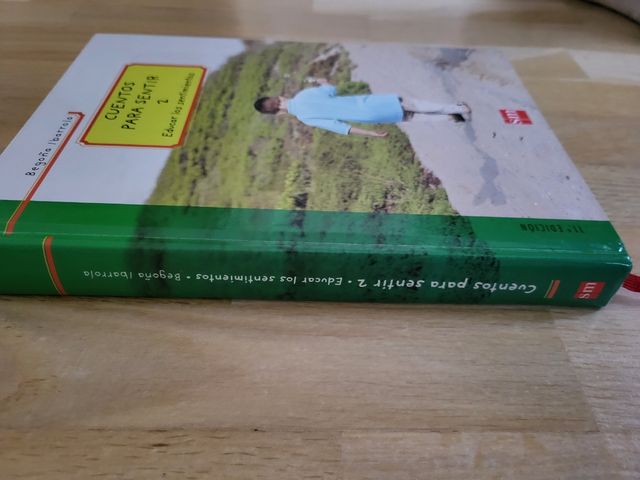 Begoña Ibarrola
CUENTOS
PARA SENTIR
2
Educar los sentimientos
sm
11.ª EDICIÓN
Cuentos para sentir 2 • Educar los sentimientos • Begoña Ibarrola
sm